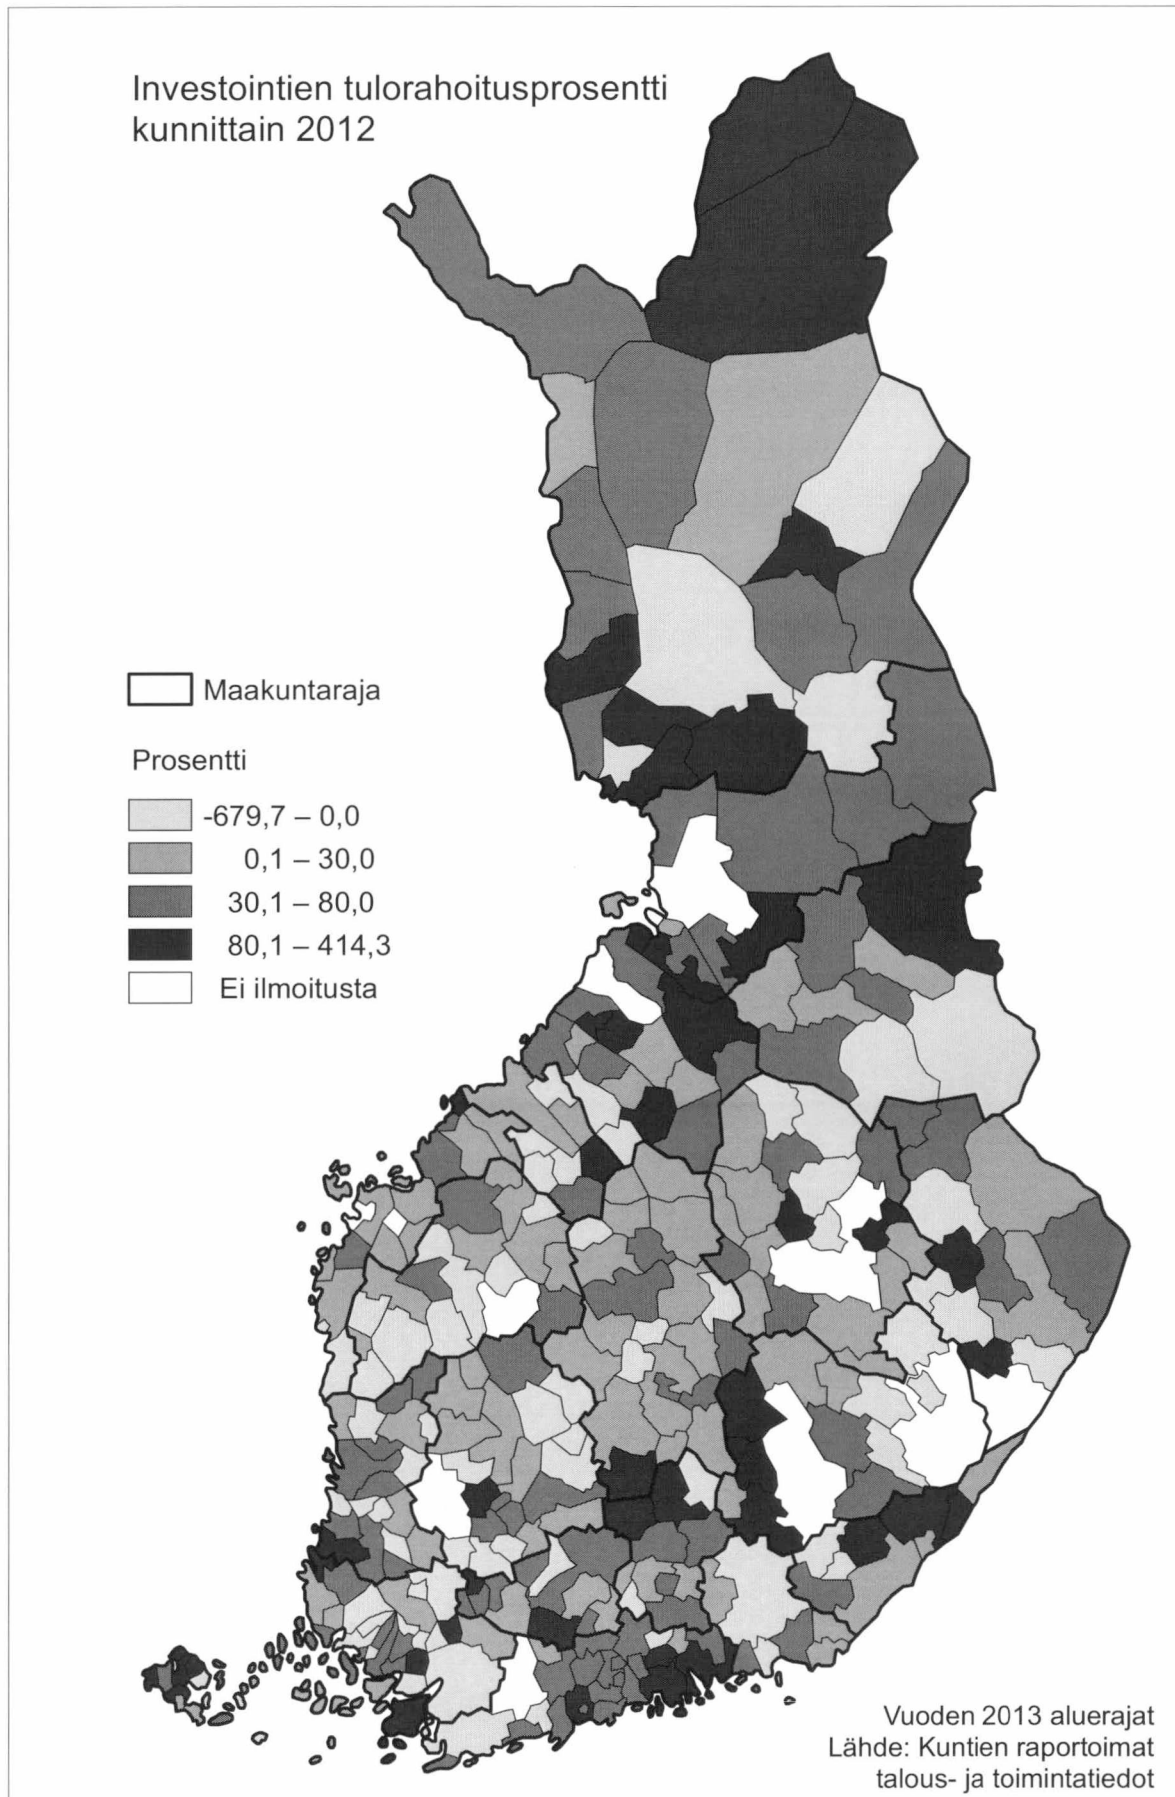 Investointien tulorahoitusprosentti
kunnittain 2012
Maakuntaraja
Prosentti
-679,7 – 0,0
0,1 – 30,0
30,1 – 80,0
80,1 – 414,3
Ei ilmoitusta
Vuoden 2013 aluerajat
Lähde: Kuntien raportoimat
talous- ja toimintatiedot